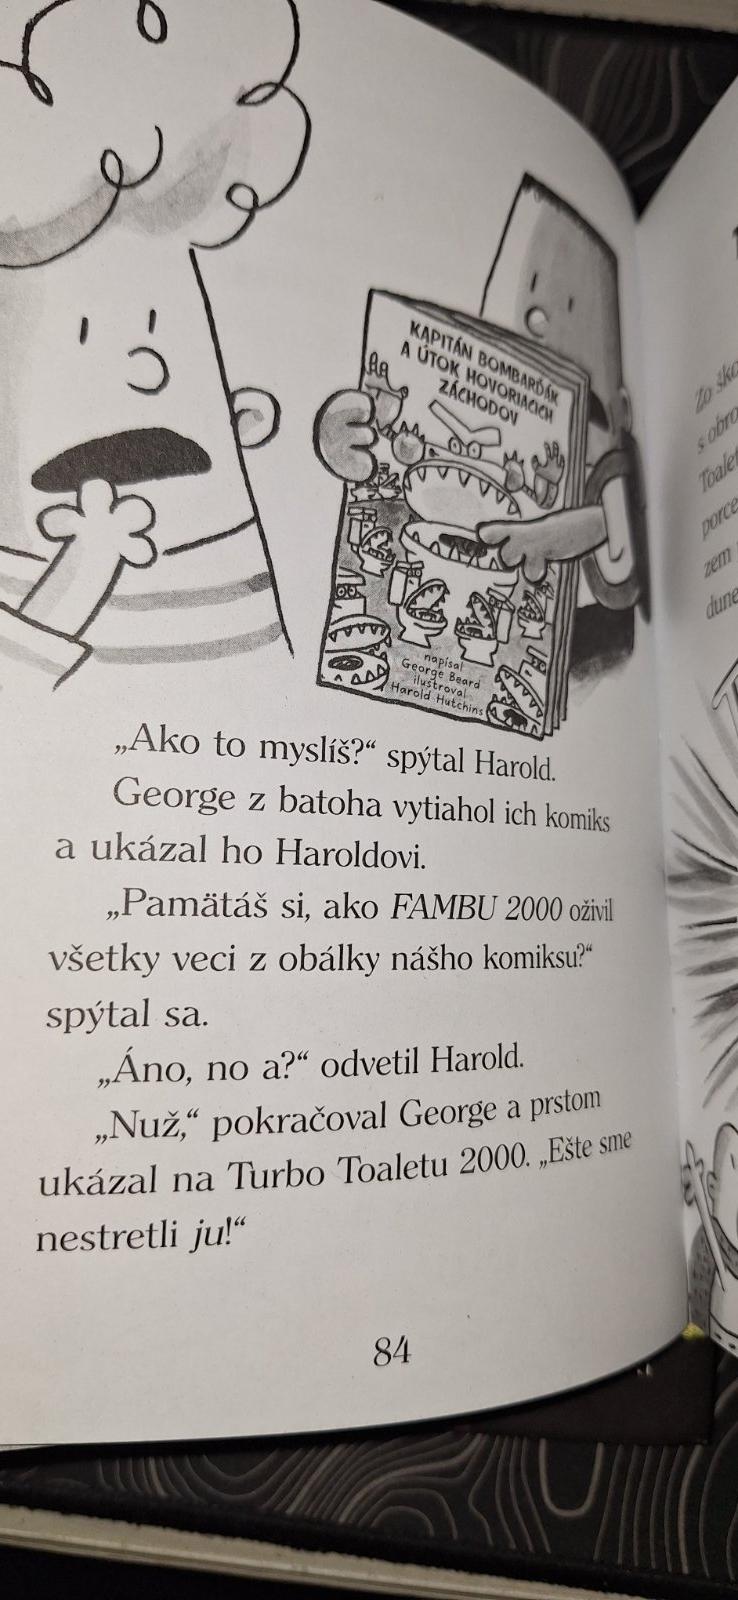 KAPITÁN BOMBARĎÁK
A ÚTOK HOVORIACICH
ZÁCHODOV
napísal
George Beard
ilustroval
Harold Hutchins
„Ako to myslíš?“ spýtal Harold.
George z batoha vytiahol ich komiks
a ukázal ho Haroldovi.
„Pamätáš si, ako FAMBU 2000 oživil
všetky veci z obálky nášho komiksu?“
spýtal sa.
„Áno, no a?“ odvetil Harold.
„Nuž,“ pokračoval George a prstom
ukázal na Turbo Toaletu 2000. „Ešte sme
nestretli ju!“
84
Zo
s
zem